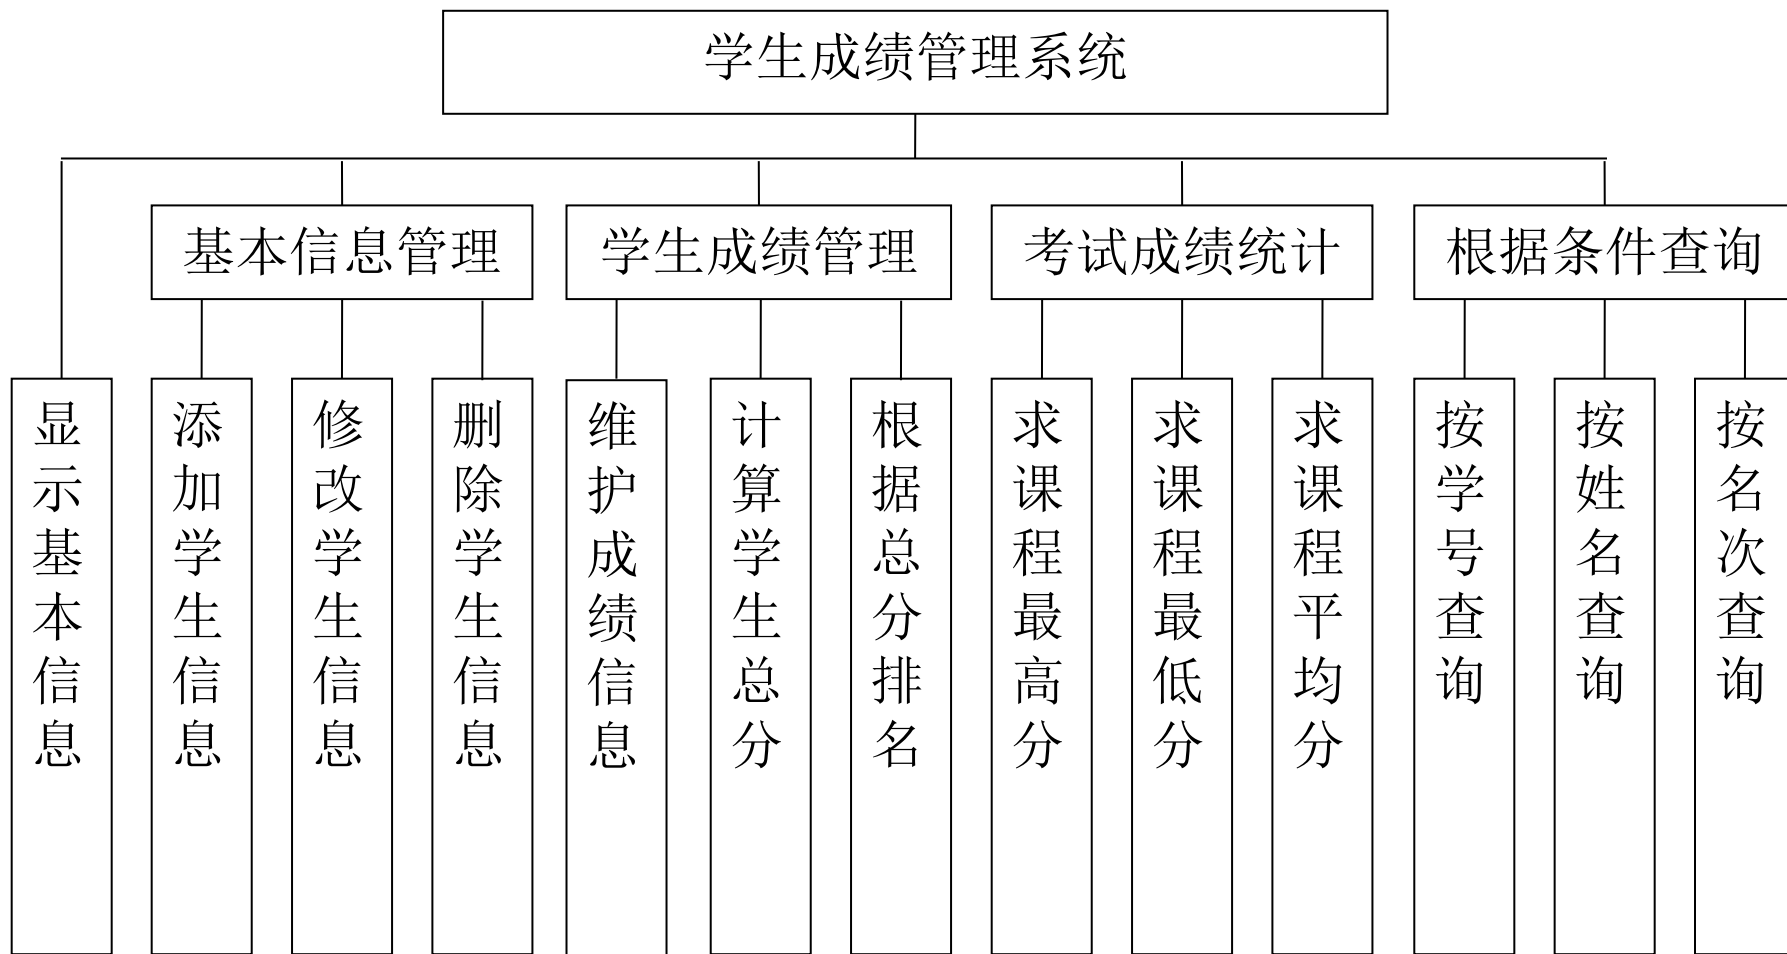 学生成绩管理系统
基本信息管理
学生成绩管理
考试成绩统计
根据条件查询
显示基本信息
添加学生信息
修改学生信息
删除学生信息
维护成绩信息
计算学生总分
根据总分排名
求课程最高分
求课程最低分
求课程平均分
按学号查询
按姓名查询
按名次查询